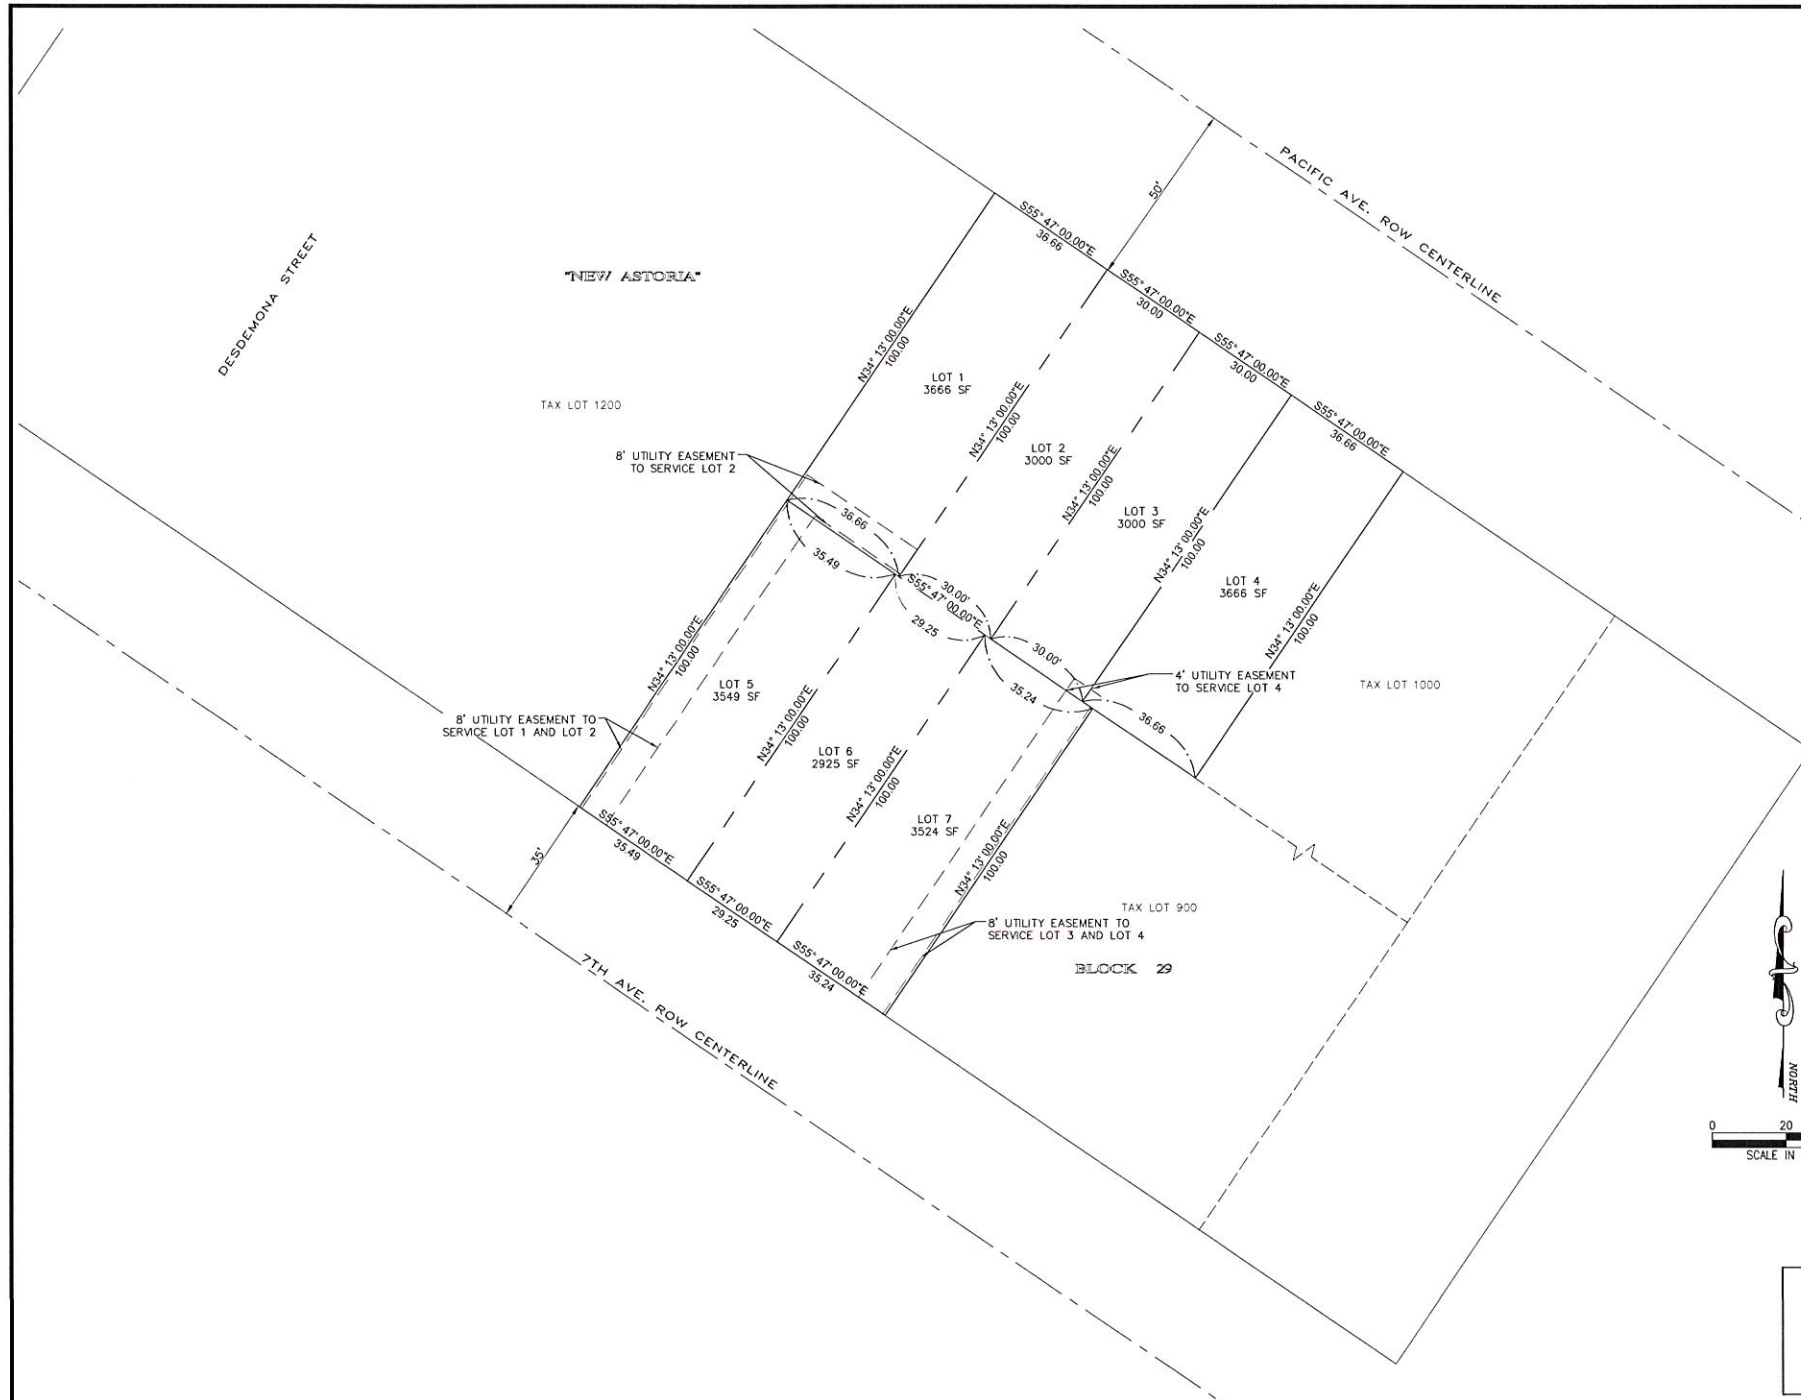 PACIFIC AVE. ROW CENTERLINE
50'
S55° 47' 00.00"E
36.66
S55° 47' 00.00"E
30.00
S55° 47' 00.00"E
30.00
S55° 47' 00.00"E
36.66
DESDEMONA STREET
"NEW ASTORIA"
TAX LOT 1200
N34° 13' 00.00"E
100.00
LOT 1
3666 SF
N34° 13' 00.00"E
100.00
LOT 2
3000 SF
N34° 13' 00.00"E
100.00
LOT 3
3000 SF
N34° 13' 00.00"E
100.00
LOT 4
3666 SF
N34° 13' 00.00"E
100.00
8' UTILITY EASEMENT
TO SERVICE LOT 2
36.66
35.49
30.00'
S55° 47' 00.00"E
29.25
30.00'
35.24
36.66
4' UTILITY EASEMENT
TO SERVICE LOT 4
TAX LOT 1000
N34° 13' 00.00"E
100.00
LOT 5
3549 SF
8' UTILITY EASEMENT TO
SERVICE LOT 1 AND LOT 2
N34° 13' 00.00"E
100.00
LOT 6
2925 SF
N34° 13' 00.00"E
100.00
LOT 7
3524 SF
N34° 13' 00.00"E
100.00
35'
S55° 47' 00.00"E
35.49
S55° 47' 00.00"E
29.25
S55° 47' 00.00"E
35.24
TAX LOT 900
8' UTILITY EASEMENT TO
SERVICE LOT 3 AND LOT 4
BLOCK 29
7TH AVE. ROW CENTERLINE
NORTH
0 20
SCALE IN